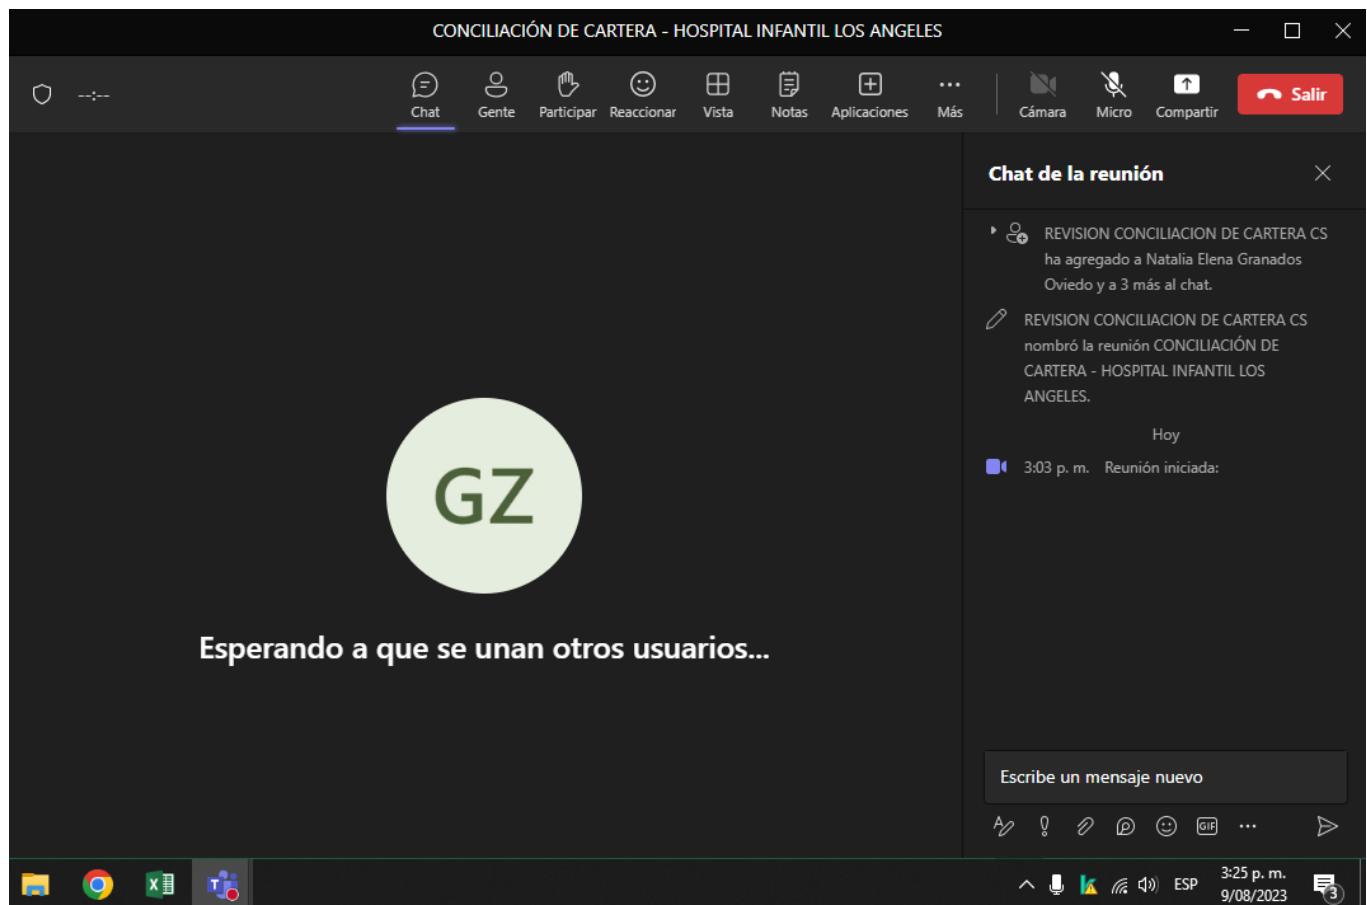 CONCILIACIÓN DE CARTERA - HOSPITAL INFANTIL LOS ANGELES
--:--
Chat
Gente
Participar
Reaccionar
Vista
Notas
Aplicaciones
Más
Cámara
Micro
Compartir
Salir
GZ
Esperando a que se unan otros usuarios...
Chat de la reunión
REVISION CONCILIACION DE CARTERA CS
ha agregado a Natalia Elena Granados
Oviedo y a 3 más al chat.
REVISION CONCILIACION DE CARTERA CS
nombró la reunión CONCILIACIÓN DE
CARTERA - HOSPITAL INFANTIL LOS
ANGELES.
Hoy
3:03 p. m. Reunión iniciada:
Escribe un mensaje nuevo
GIF
ESP
3:25 p. m.
9/08/2023
3